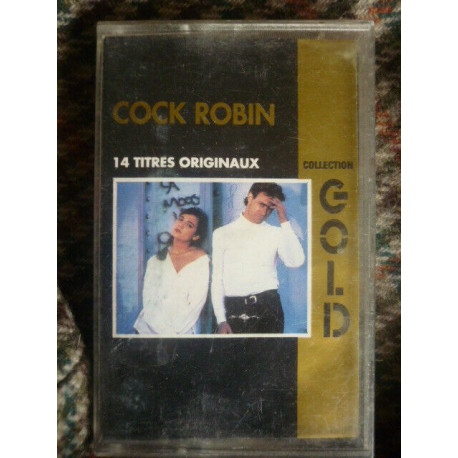 COCK ROBIN
14 TITRES ORIGINAUX
COLLECTION
GOLD